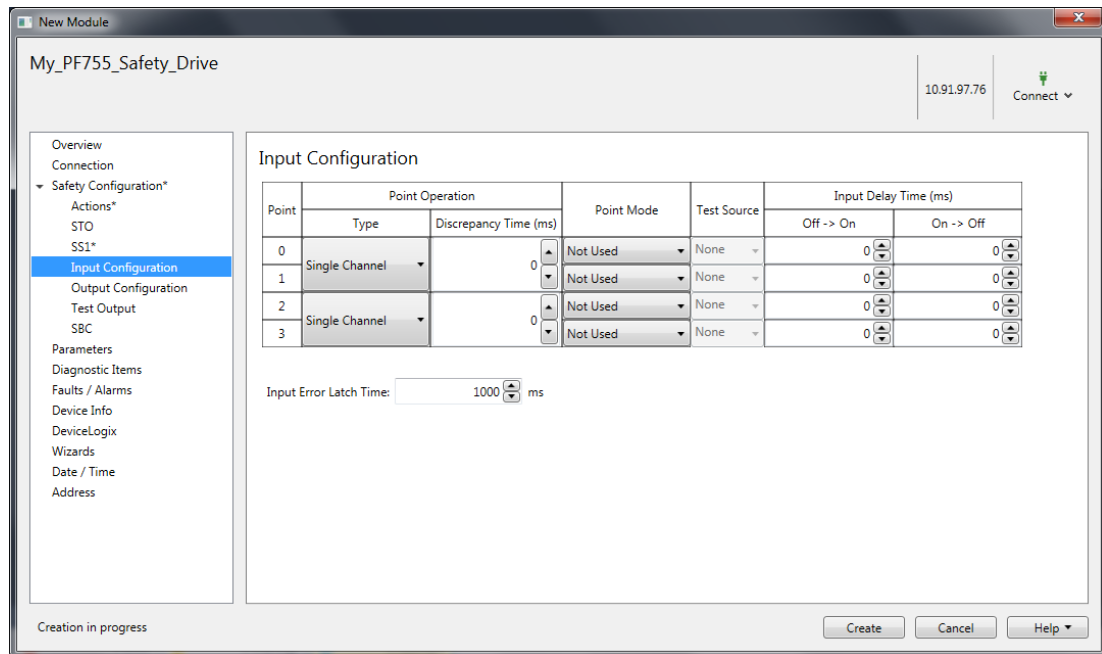 New Module
My_PF755_Safety_Drive
10.91.97.76
Connect
Overview
Connection
Safety Configuration*
Actions*
STO
SS1*
Input Configuration
Output Configuration
Test Output
SBC
Parameters
Diagnostic Items
Faults / Alarms
Device Info
DeviceLogix
Wizards
Date / Time
Address
Input Configuration
Point Point Operation Point Mode Test Source Input Delay Time (ms)
Type Discrepancy Time (ms) Off -> On On -> Off
0 Single Channel 0 Not Used None 0 0
1 Not Used None 0 0
2 Single Channel 0 Not Used None 0 0
3 Not Used None 0 0
Input Error Latch Time: 1000 ms
Creation in progress
Create Cancel Help